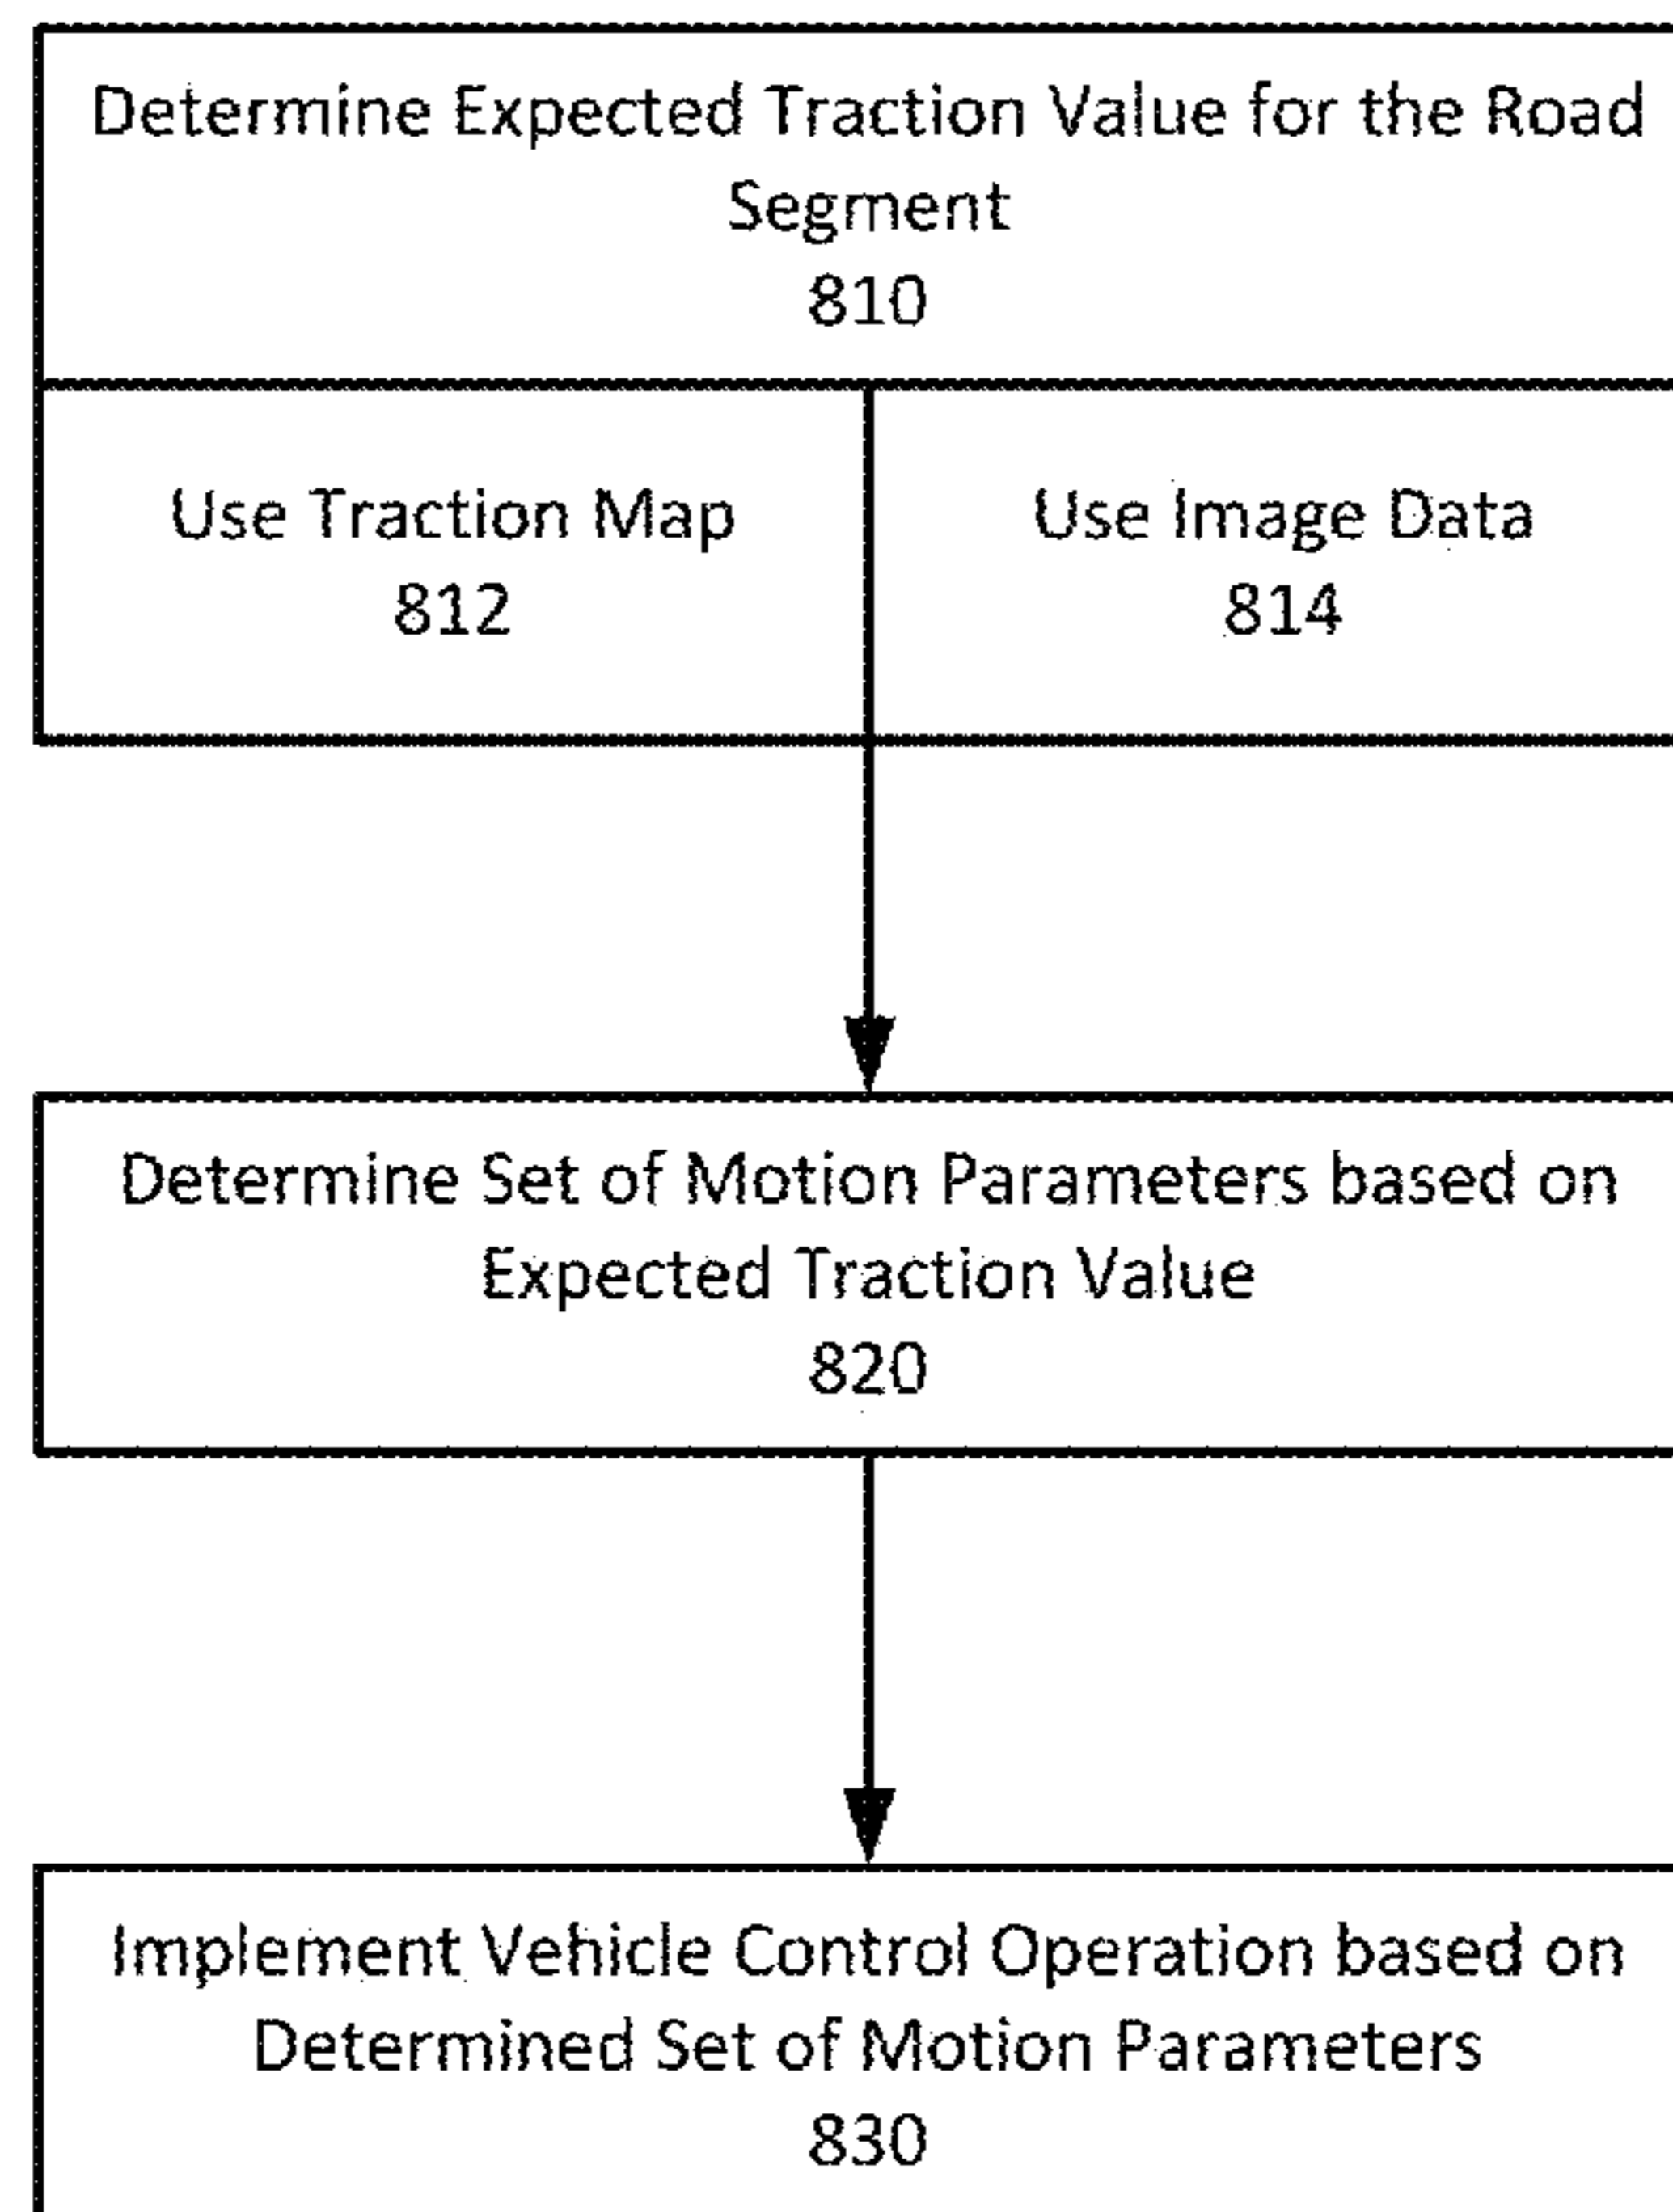 Determine Expected Traction Value for the Road
Segment
810
Use Traction Map
812
Use Image Data
814
Determine Set of Motion Parameters based on
Expected Traction Value
820
Implement Vehicle Control Operation based on
Determined Set of Motion Parameters
830